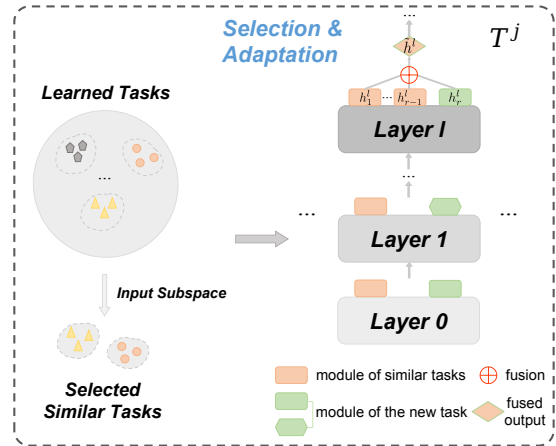 Selection &
Adaptation
T^j
...
\hat{h}^l
h_1^l ... h_{r-1}^l h_r^l
Layer l
...
Learned Tasks
...
... Layer 1 ...
Input Subspace
Layer 0
Selected
Similar Tasks
module of similar tasks
fusion
module of the new task
fused
output